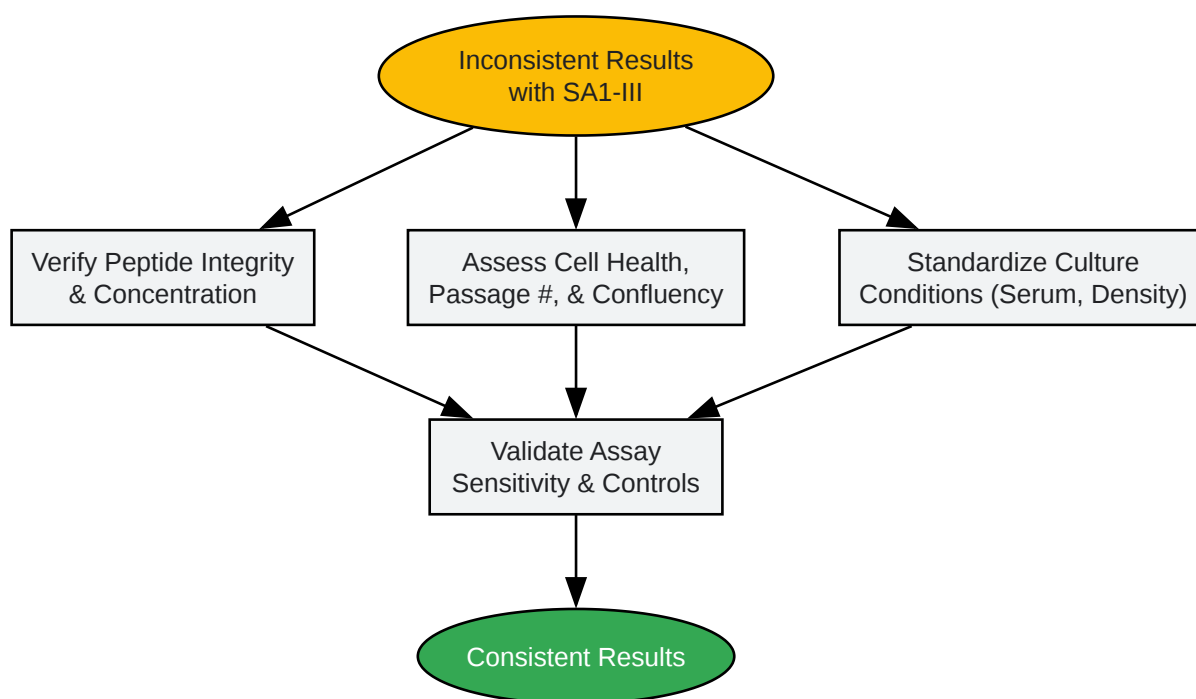 Inconsistent Results
with SA1-III
Verify Peptide Integrity
& Concentration
Assess Cell Health,
Passage #, & Confluency
Standardize Culture
Conditions (Serum, Density)
Validate Assay
Sensitivity & Controls
Consistent Results